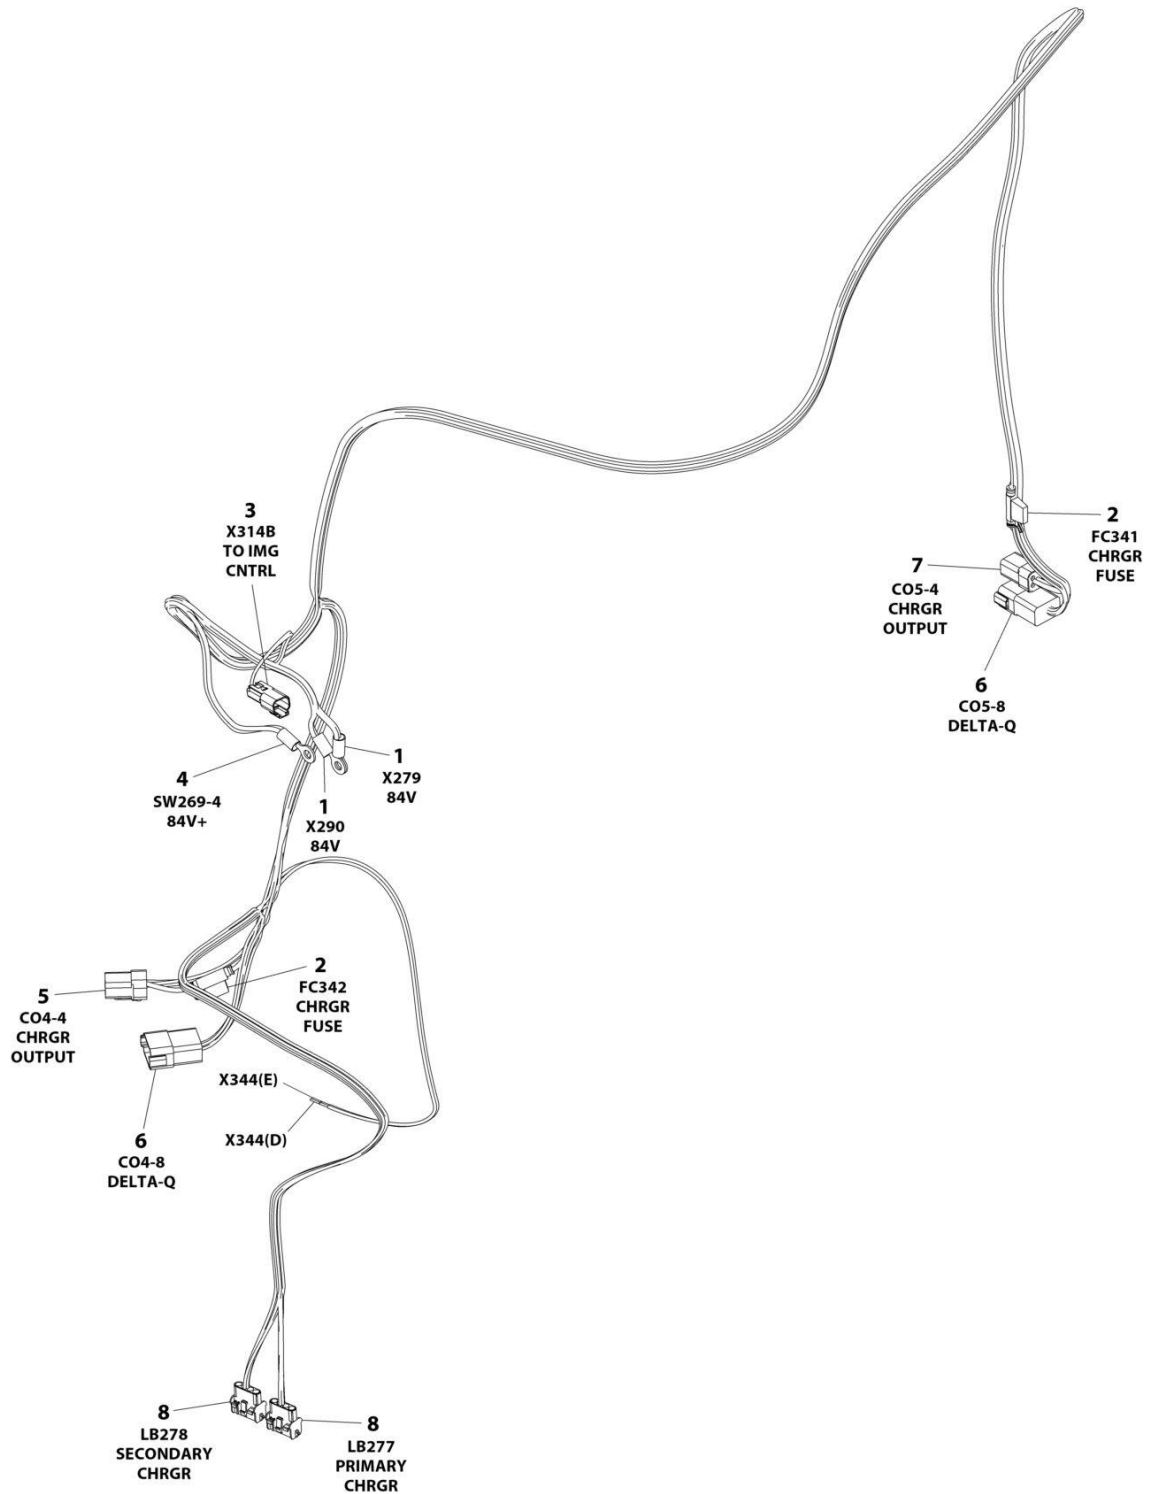 3
X314B
TO IMG
CNTRL
2
FC341
CHRGR
FUSE
7
CO5-4
CHRGR
OUTPUT
6
CO5-8
DELTA-Q
1
X279
84V
4
SW269-4
84V+
1
X290
84V
2
FC342
CHRGR
FUSE
5
CO4-4
CHRGR
OUTPUT
X344(E)
X344(D)
6
CO4-8
DELTA-Q
8
LB278
SECONDARY
CHRGR
8
LB277
PRIMARY
CHRGR